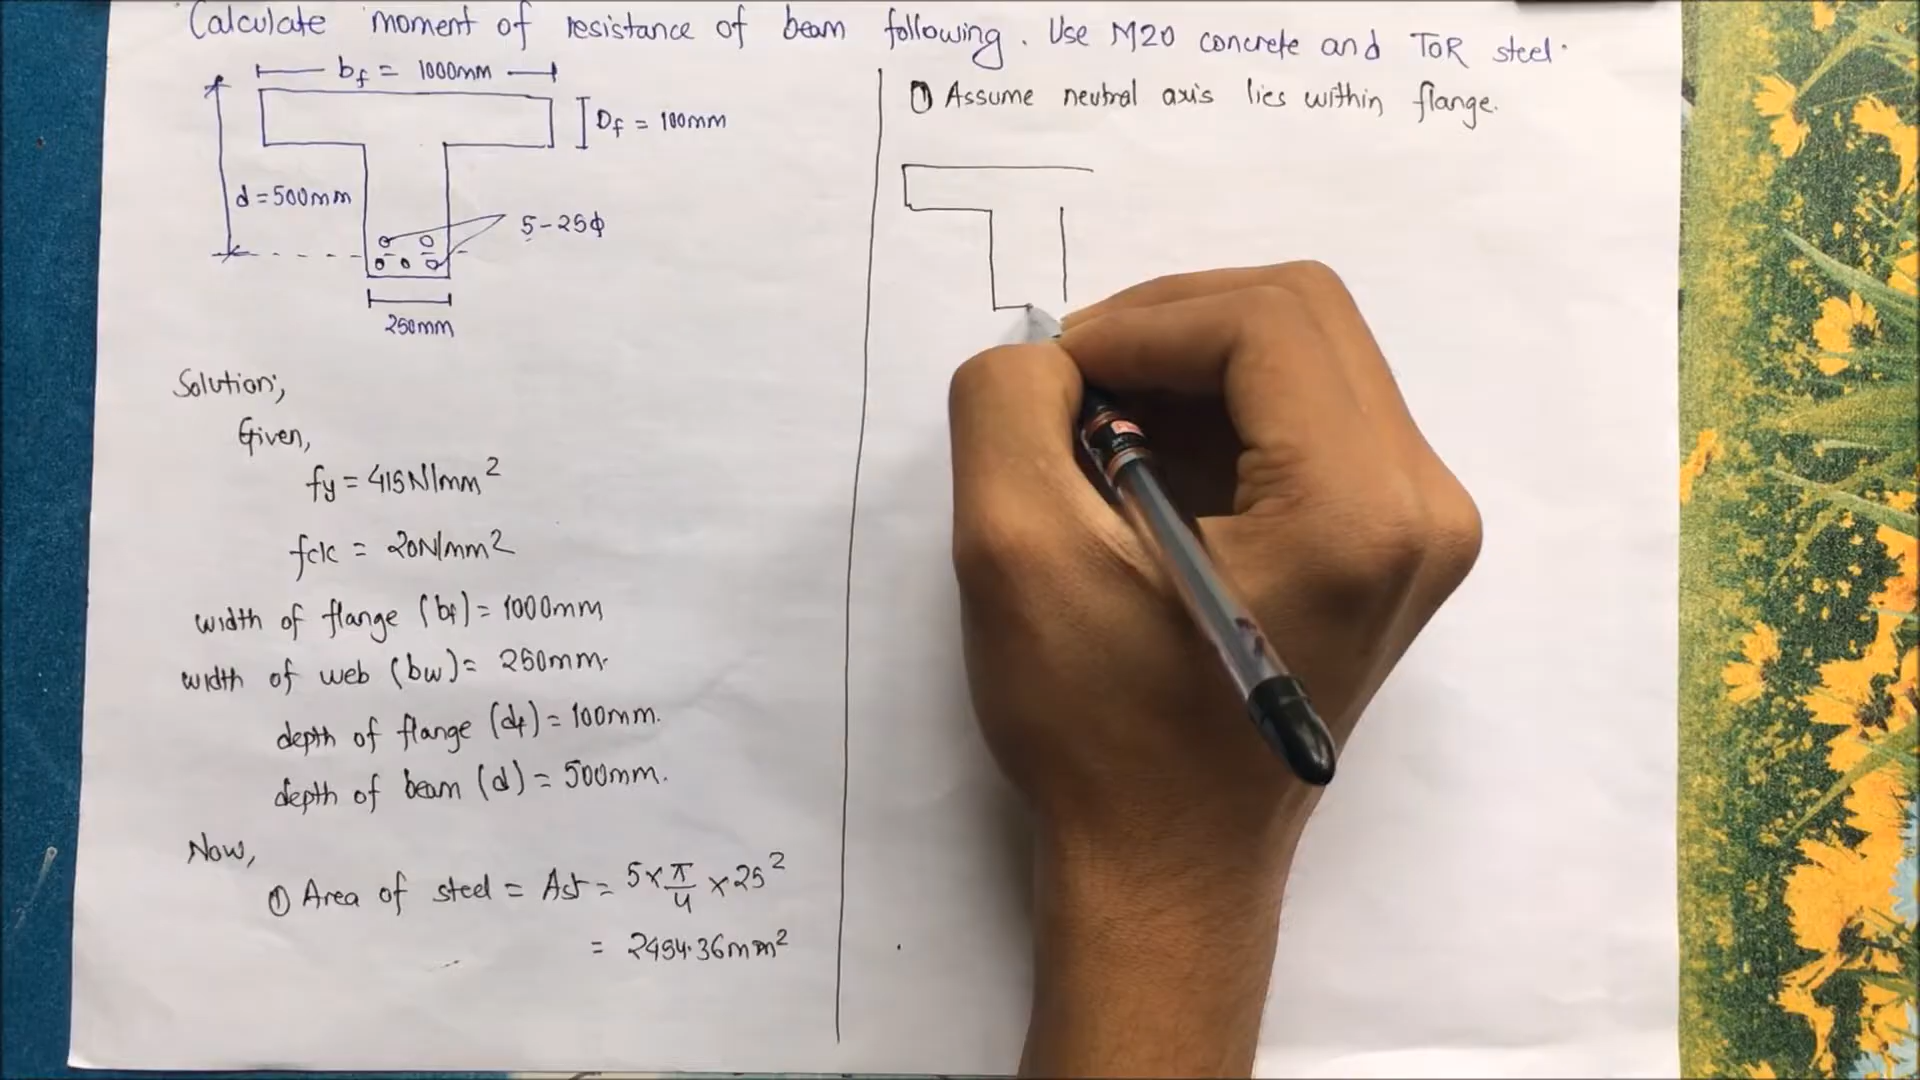 Calculate moment of resistance of beam following. Use M20 concrete and TOR steel.
bf = 1000mm
Df = 100mm
d = 500mm
5-25ϕ
250mm
Solution;
Given,
fy = 415N/mm²
fck = 20N/mm²
width of flange (bf) = 1000mm
width of web (bw) = 250mm.
depth of flange (df) = 100mm.
depth of beam (d) = 500mm.
Now,
① Area of steel = Ast = 5×π/4 ×25²
= 2454.36mm²
① Assume neutral axis lies within flange.